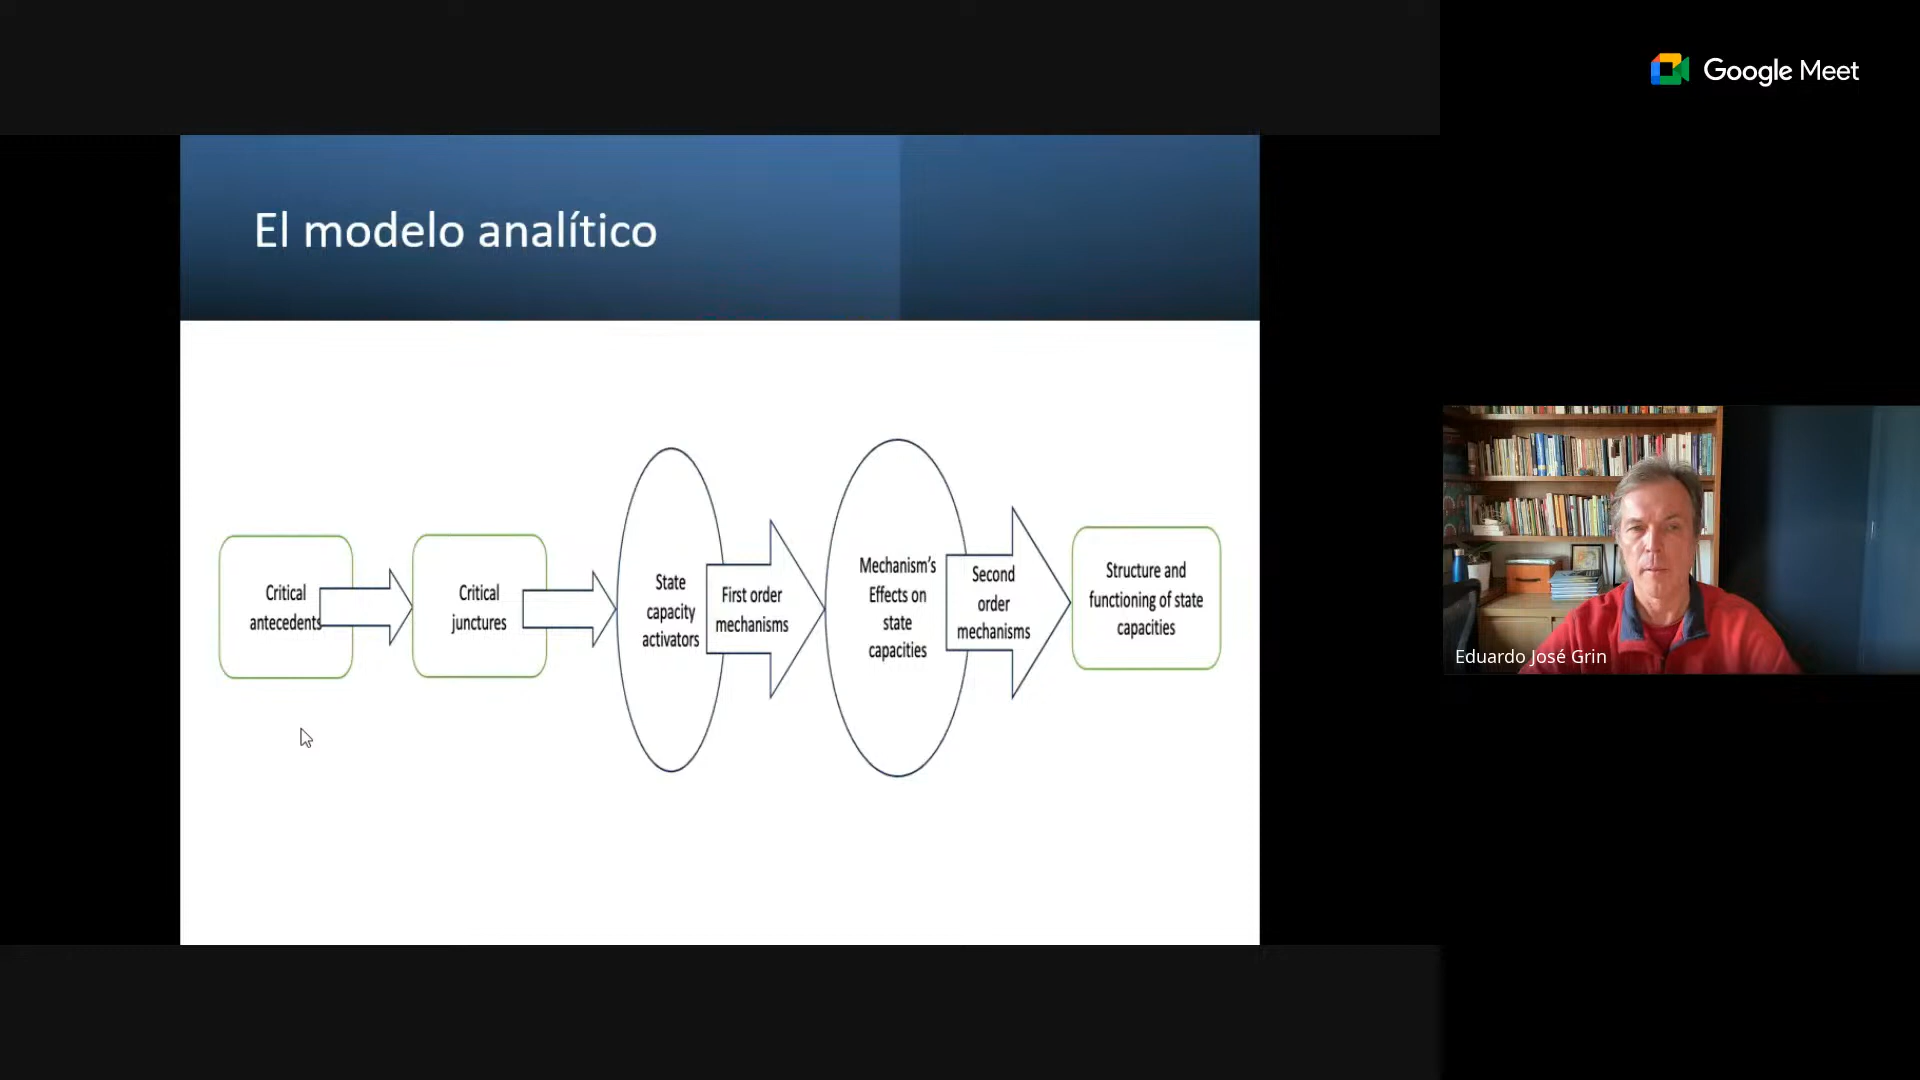 Google Meet
El modelo analítico
Critical
antecedents
Critical
junctures
State
capacity
activators
First order
mechanisms
Mechanism's
Effects on
state
capacities
Second
order
mechanisms
Structure and
functioning of state
capacities
Eduardo José Grin